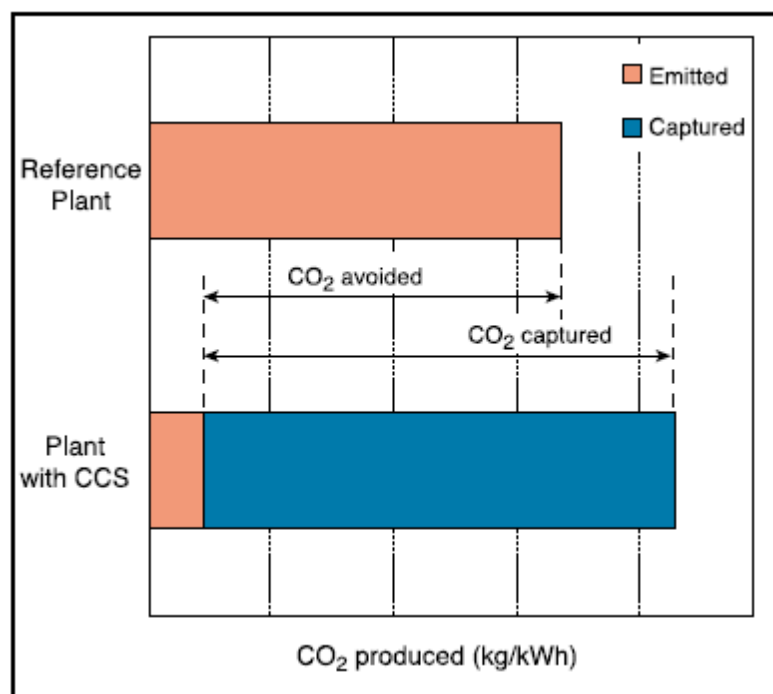 Emitted
Captured
Reference
Plant
CO₂ avoided
CO₂ captured
Plant
with CCS
CO₂ produced (kg/kWh)